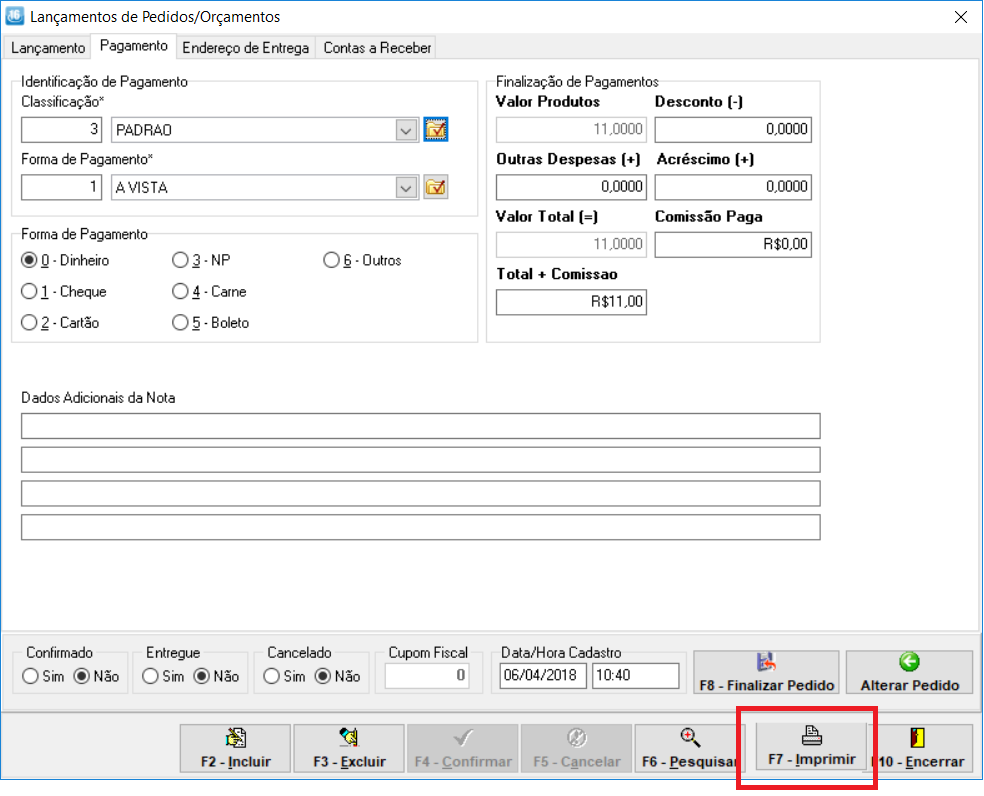 Lançamentos de Pedidos/Orçamentos
Lançamento Pagamento Endereço de Entrega Contas a Receber
Identificação de Pagamento
Classificação*
3 PADRAO
Forma de Pagamento*
1 A VISTA
Forma de Pagamento
0 - Dinheiro 3 - NP 6 - Outros
1 - Cheque 4 - Carne
2 - Cartão 5 - Boleto
Finalização de Pagamentos
Valor Produtos Desconto (-)
11,0000 0,0000
Outras Despesas (+) Acréscimo (+)
0,0000 0,0000
Valor Total (=) Comissão Paga
11,0000 R$0,00
Total + Comissao
R$11,00
Dados Adicionais da Nota
Confirmado Entregue Cancelado Cupom Fiscal Data/Hora Cadastro
Sim Não Sim Não Sim Não 0 06/04/2018 10:40
F8 - Finalizar Pedido Alterar Pedido
F2 - Incluir F3 - Excluir F4 - Confirmar F5 - Cancelar F6 - Pesquisar F7 - Imprimir F10 - Encerrar